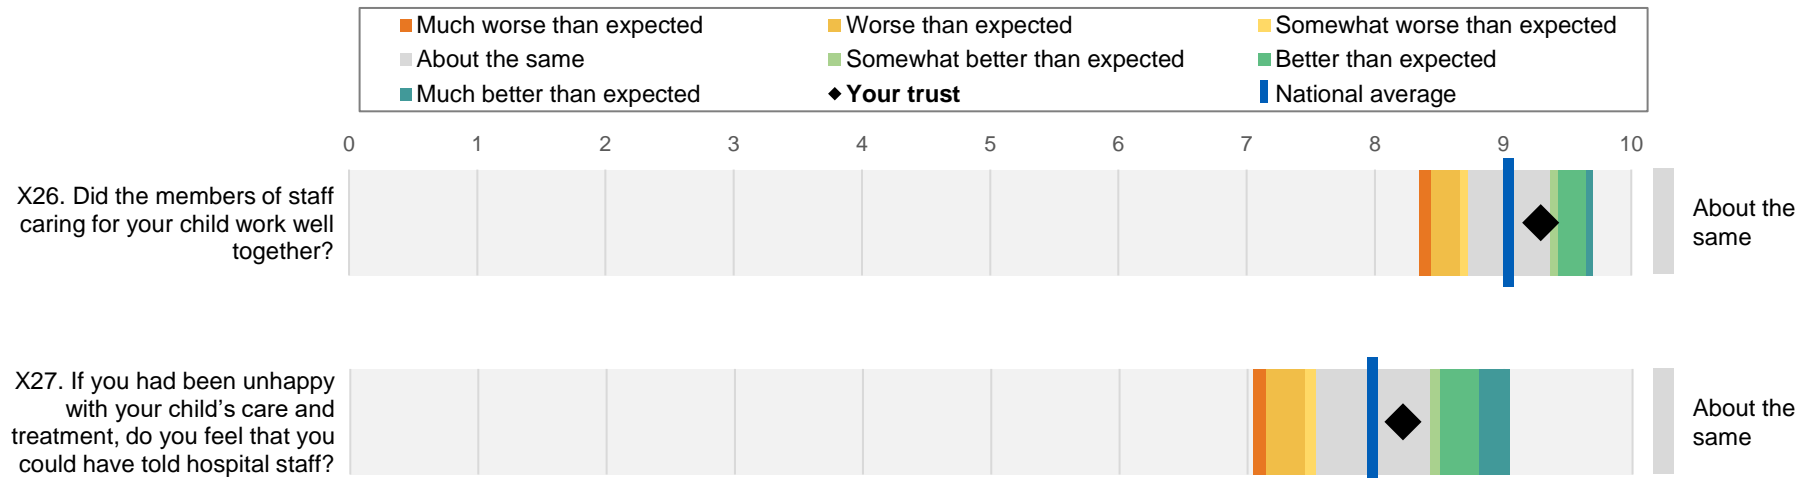 Much worse than expected
Worse than expected
Somewhat worse than expected
About the same
Somewhat better than expected
Better than expected
Much better than expected
Your trust
National average
0 1 2 3 4 5 6 7 8 9 10
X26. Did the members of staff
caring for your child work well
together?
About the
same
X27. If you had been unhappy
with your child’s care and
treatment, do you feel that you
could have told hospital staff?
About the
same